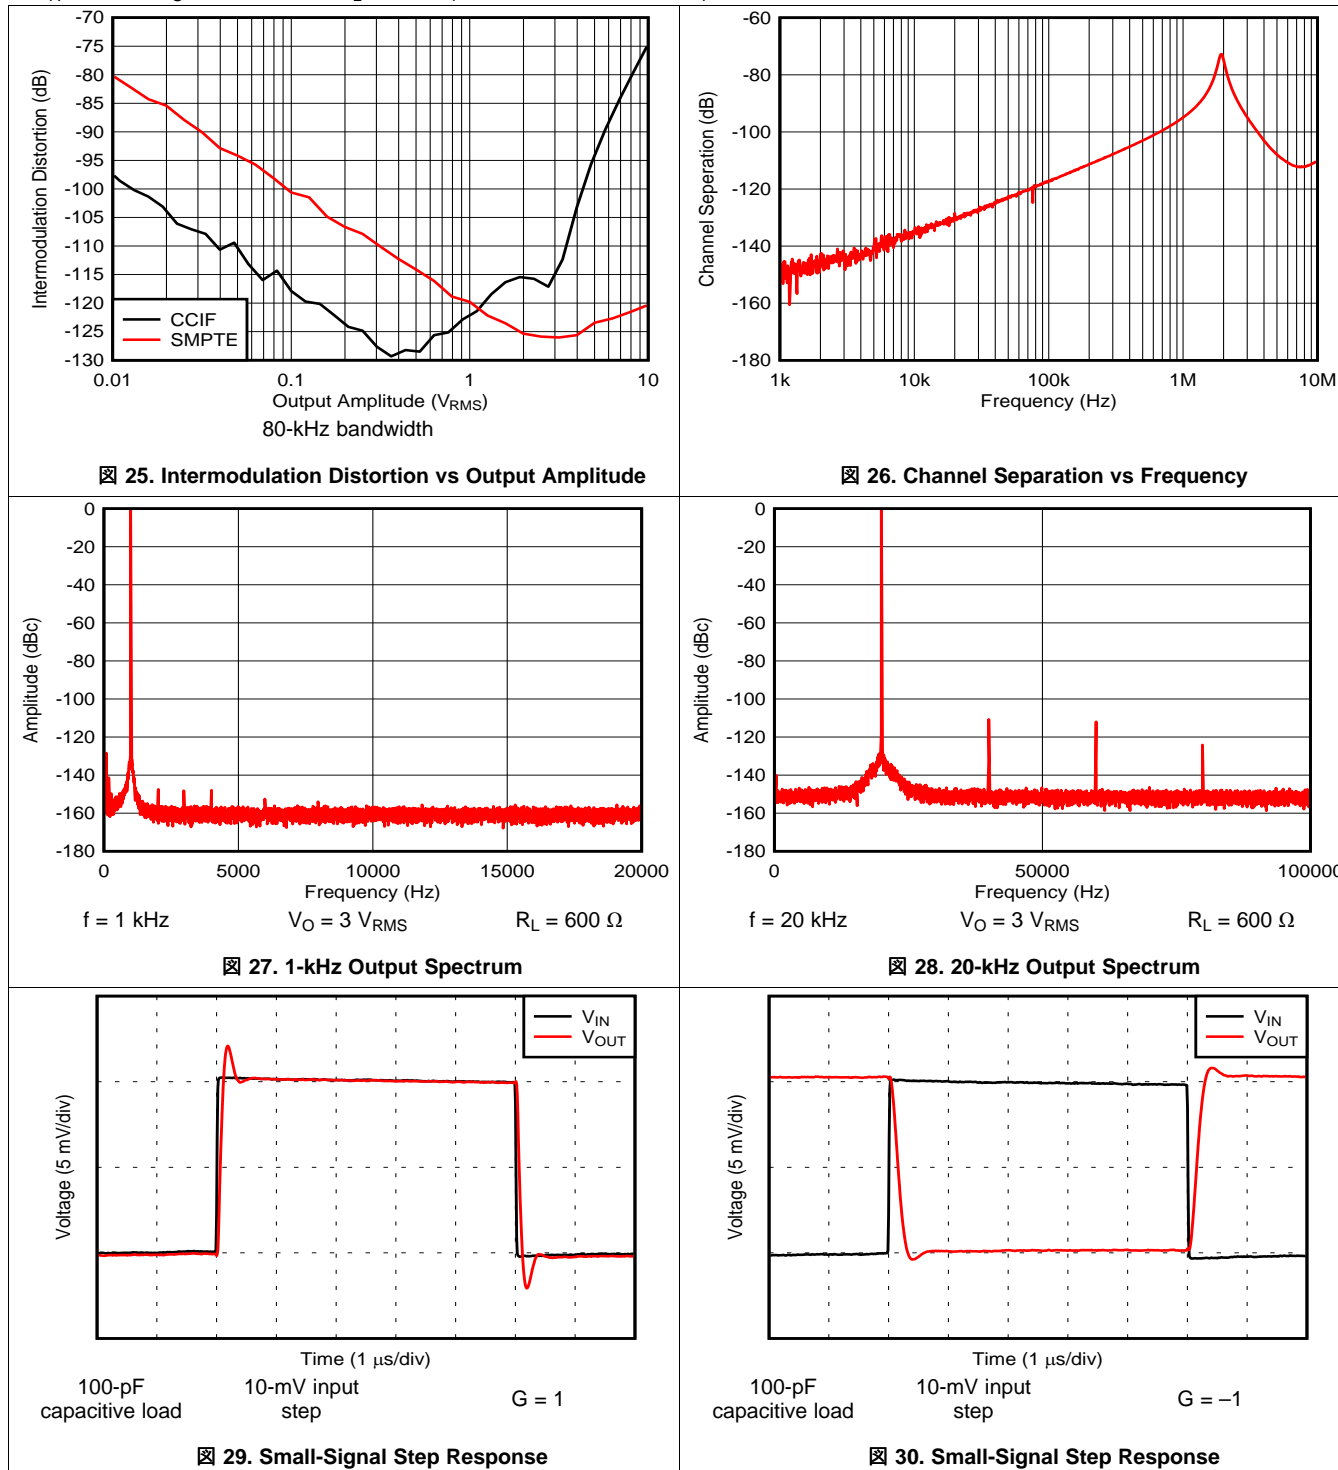 -70
-75
-80
-85
-90
-95
-100
-105
-110
-115
-120
-125
-130
Intermodulation Distortion (dB)
CCIF
SMPTE
0.01 0.1 1 10
Output Amplitude (VRMS)
80-kHz bandwidth
図 25. Intermodulation Distortion vs Output Amplitude
-60
-80
-100
-120
-140
-160
-180
Channel Seperation (dB)
1k 10k 100k 1M 10M
Frequency (Hz)
図 26. Channel Separation vs Frequency
0
-20
-40
-60
-80
-100
-120
-140
-160
-180
Amplitude (dBc)
0 5000 10000 15000 20000
Frequency (Hz)
f = 1 kHz VO = 3 VRMS RL = 600 Ω
図 27. 1-kHz Output Spectrum
0
-20
-40
-60
-80
-100
-120
-140
-160
-180
Amplitude (dBc)
0 50000 100000
Frequency (Hz)
f = 20 kHz VO = 3 VRMS RL = 600 Ω
図 28. 20-kHz Output Spectrum
VIN
VOUT
Voltage (5 mV/div)
Time (1 μs/div)
100-pF 10-mV input G = 1
capacitive load step
図 29. Small-Signal Step Response
VIN
VOUT
Voltage (5 mV/div)
Time (1 μs/div)
100-pF 10-mV input G = –1
capacitive load step
図 30. Small-Signal Step Response